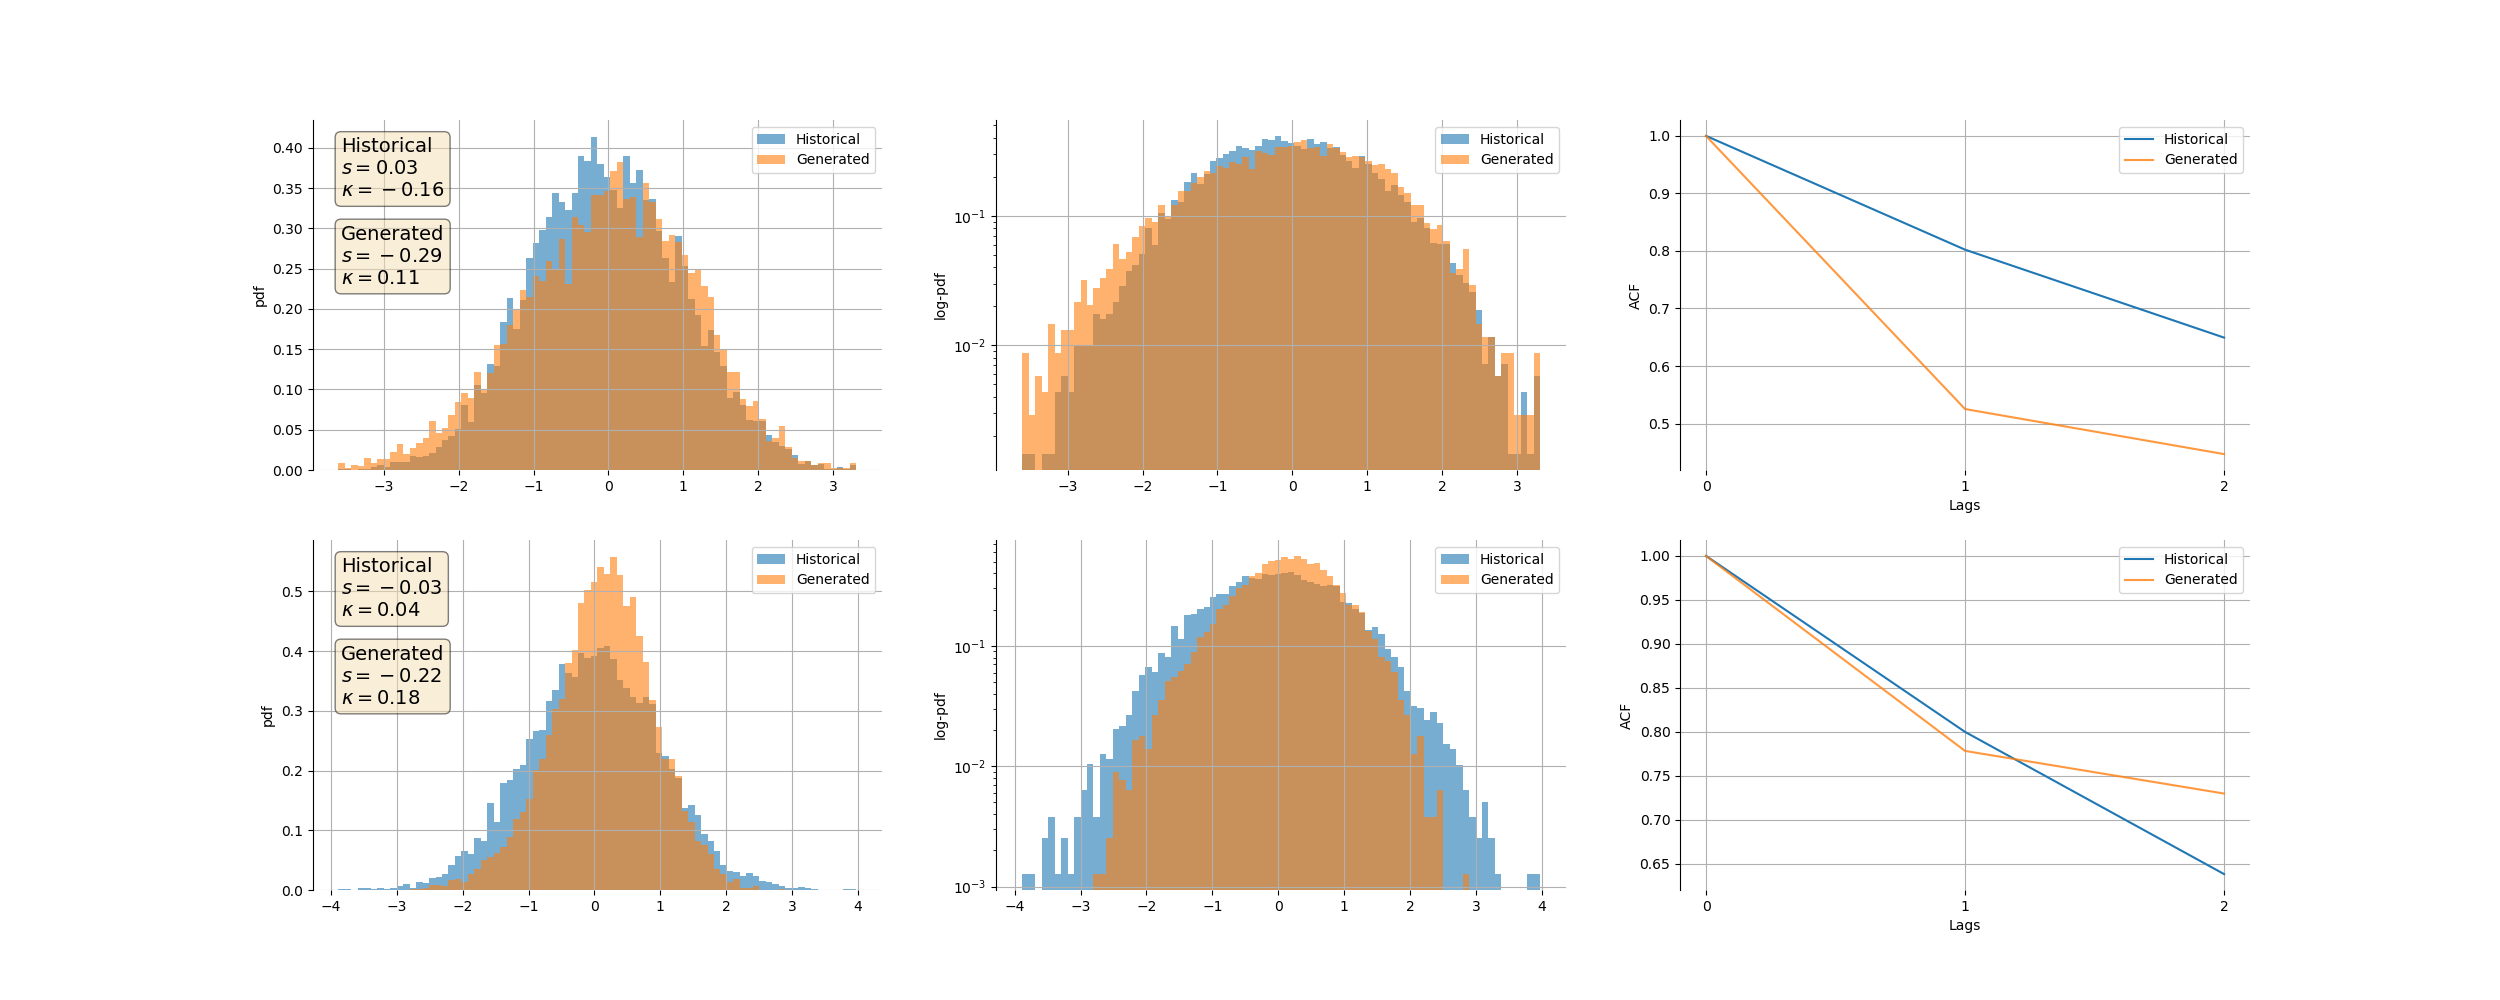 Historical
s = 0.03
κ = −0.16
Generated
s = −0.29
κ = 0.11
Historical
Generated
pdf
0.40
0.35
0.30
0.25
0.20
0.15
0.10
0.05
0.00
−3 −2 −1 0 1 2 3
Historical
Generated
log-pdf
10⁻¹
10⁻²
−3 −2 −1 0 1 2 3
Historical
Generated
ACF
1.0
0.9
0.8
0.7
0.6
0.5
0 1 2
Lags
Historical
s = −0.03
κ = 0.04
Generated
s = −0.22
κ = 0.18
Historical
Generated
pdf
0.5
0.4
0.3
0.2
0.1
0.0
−4 −3 −2 −1 0 1 2 3 4
Historical
Generated
log-pdf
10⁻¹
10⁻²
10⁻³
−4 −3 −2 −1 0 1 2 3 4
Historical
Generated
ACF
1.00
0.95
0.90
0.85
0.80
0.75
0.70
0.65
0 1 2
Lags